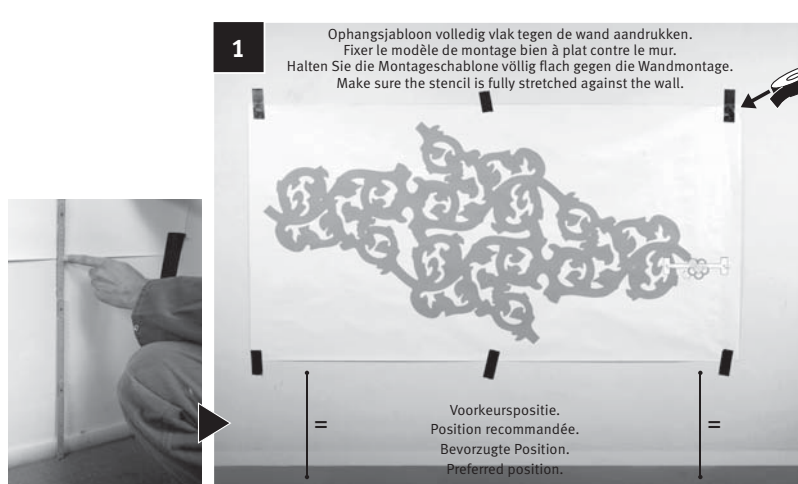 1
Ophangsjabloon volledig vlak tegen de wand aandrukken.
Fixer le modèle de montage bien à plat contre le mur.
Halten Sie die Montageschablone völlig flach gegen die Wandmontage.
Make sure the stencil is fully stretched against the wall.
= =
Voorkeurspositie.
Position recommandée.
Bevorzugte Position.
Preferred position.